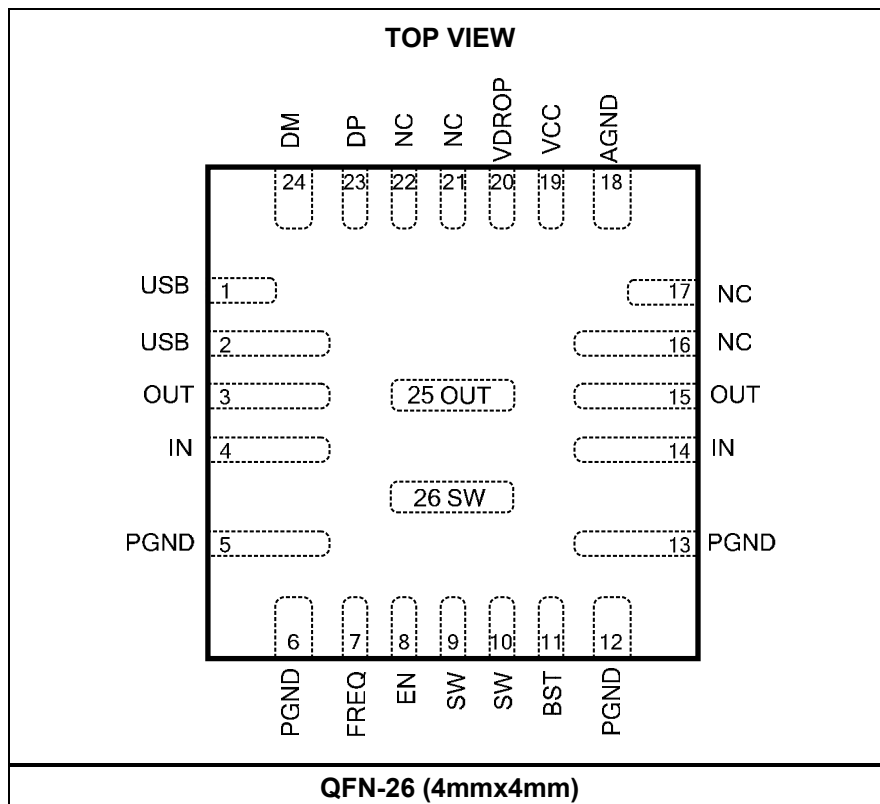 TOP VIEW
DM DP NC NC VDROP VCC AGND
24 23 22 21 20 19 18
USB 1 17 NC
USB 2 16 NC
OUT 3 25 OUT 15 OUT
IN 4 14 IN
26 SW
PGND 5 13 PGND
6 7 8 9 10 11 12
PGND FREQ EN SW SW BST PGND
QFN-26 (4mmx4mm)